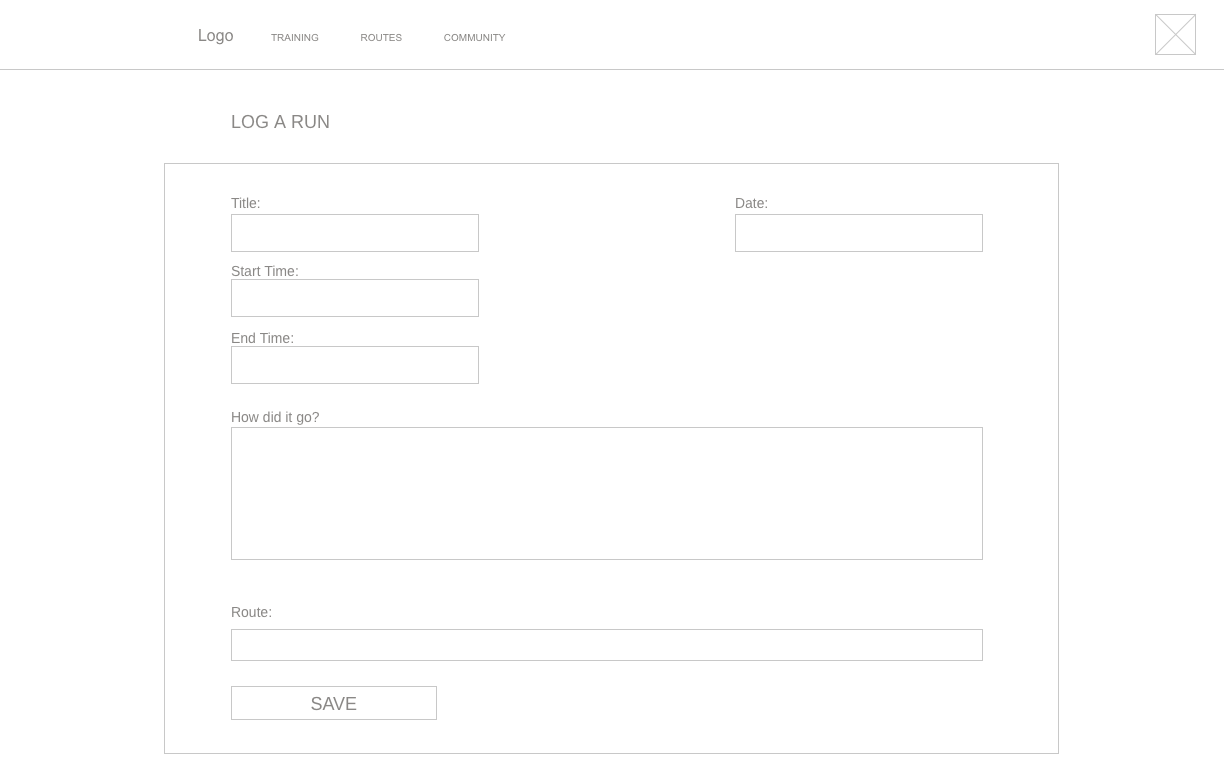 Logo TRAINING ROUTES COMMUNITY
LOG A RUN
Title: Date:
Start Time:
End Time:
How did it go?
Route:
SAVE